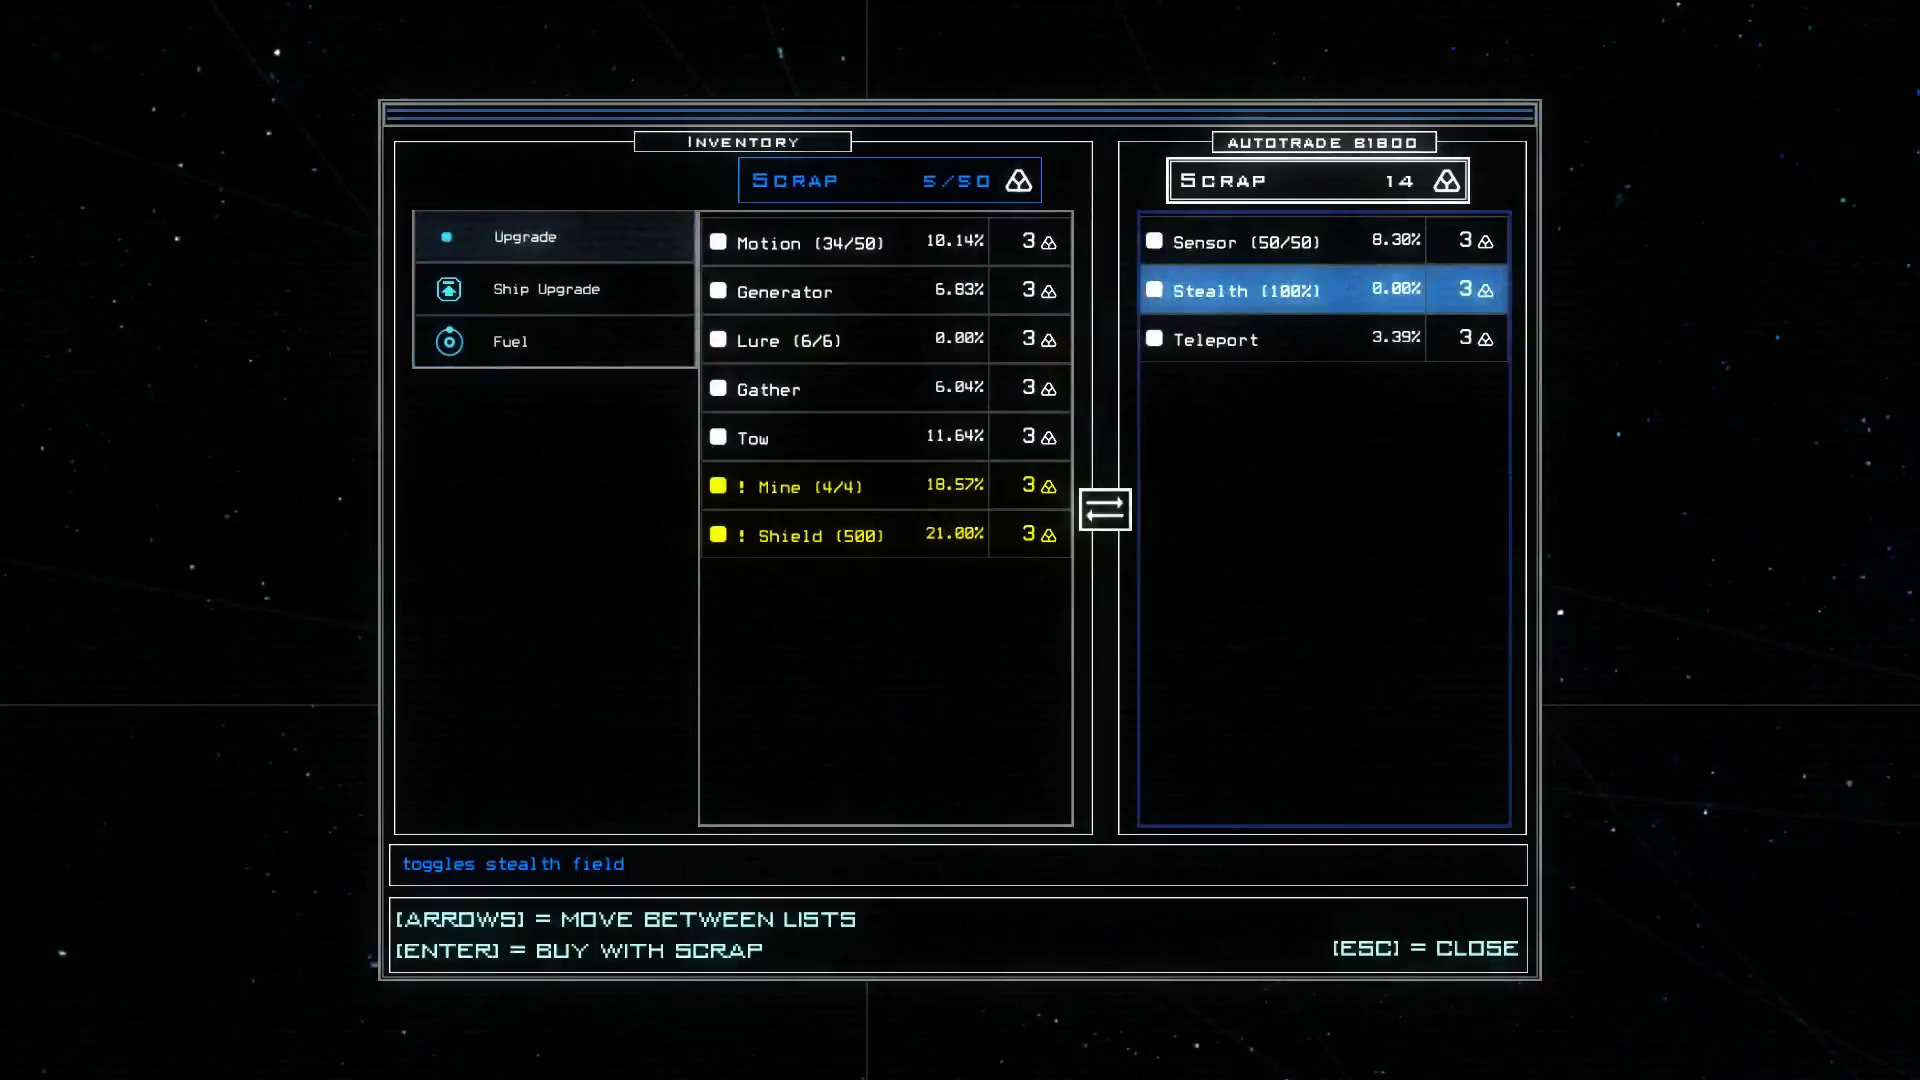 INVENTORY
SCRAP 5/50
Upgrade
Ship Upgrade
Fuel
Motion (34/50) 10.14% 3
Generator 6.83% 3
Lure (6/6) 0.00% 3
Gather 6.04% 3
Tow 11.64% 3
! Mine (4/4) 18.57% 3
! Shield (500) 21.00% 3
AUTOTRADE B1800
SCRAP 14
Sensor (50/50) 8.30% 3
Stealth (100%) 0.00% 3
Teleport 3.39% 3
toggles stealth field
[ARROWS] = MOVE BETWEEN LISTS
[ENTER] = BUY WITH SCRAP
[ESC] = CLOSE